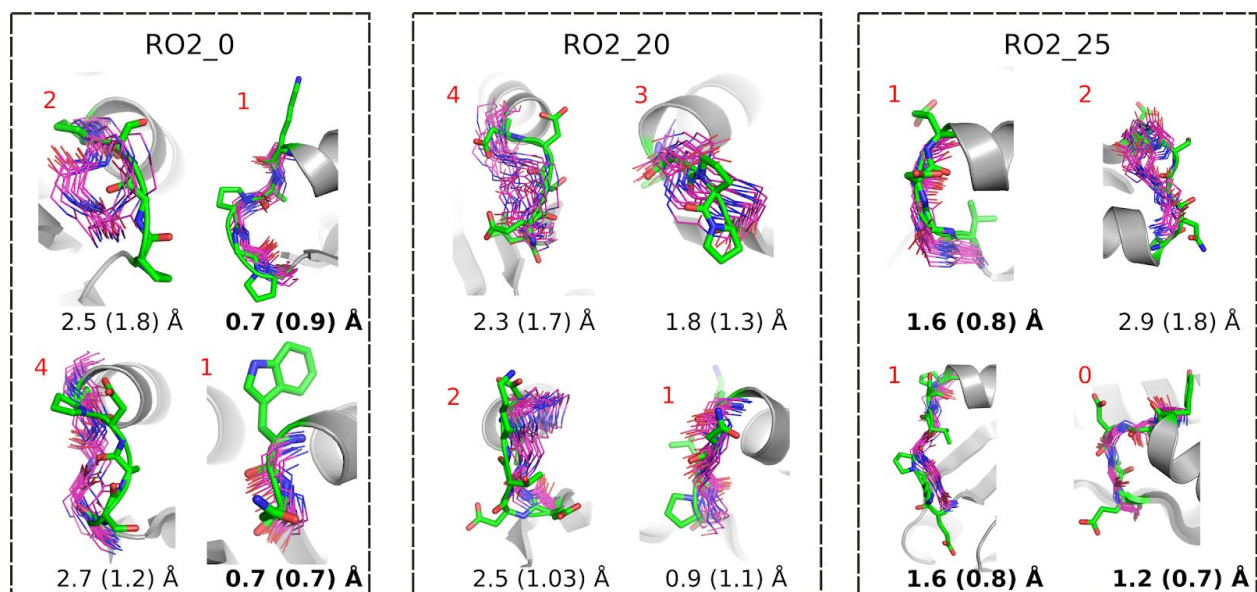 RO2_0
2
1
2.5 (1.8) Å
0.7 (0.9) Å
4
1
2.7 (1.2) Å
0.7 (0.7) Å
RO2_20
4
3
2.3 (1.7) Å
1.8 (1.3) Å
2
1
2.5 (1.03) Å
0.9 (1.1) Å
RO2_25
1
2
1.6 (0.8) Å
2.9 (1.8) Å
1
0
1.6 (0.8) Å
1.2 (0.7) Å